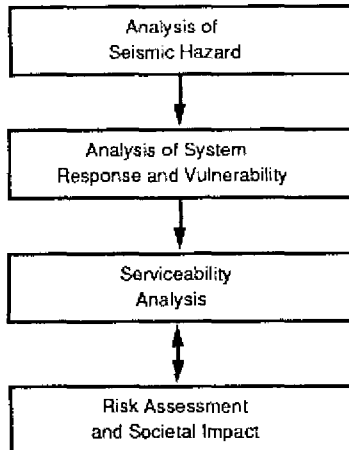 Analysis of
Seismic Hazard
Analysis of System
Response and Vulnerability
Serviceability
Analysis
Risk Assessment
and Societal Impact